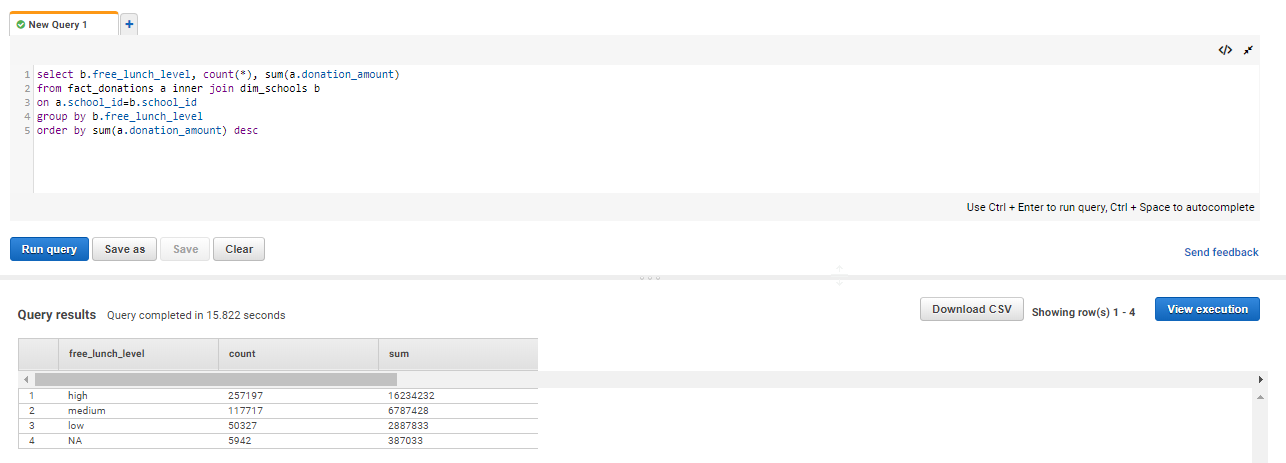 New Query 1
+
</>
1 select b.free_lunch_level, count(*), sum(a.donation_amount)
2 from fact_donations a inner join dim_schools b
3 on a.school_id=b.school_id
4 group by b.free_lunch_level
5 order by sum(a.donation_amount) desc
Use Ctrl + Enter to run query, Ctrl + Space to autocomplete
Run query Save as Save Clear
Send feedback
Query results Query completed in 15.822 seconds
Download CSV Showing row(s) 1 - 4 View execution
free_lunch_level count sum
1 high 257197 16234232
2 medium 117717 6787428
3 low 50327 2887833
4 NA 5942 387033